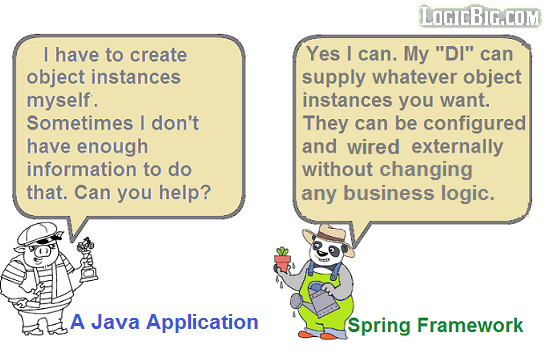 LOGICBIG.COM
I have to create
object instances
myself.
Sometimes I don't
have enough
information to do
that. Can you help?
Yes I can. My "DI" can
supply whatever object
instances you want.
They can be configured
and wired externally
without changing
any business logic.
A Java Application
Spring Framework